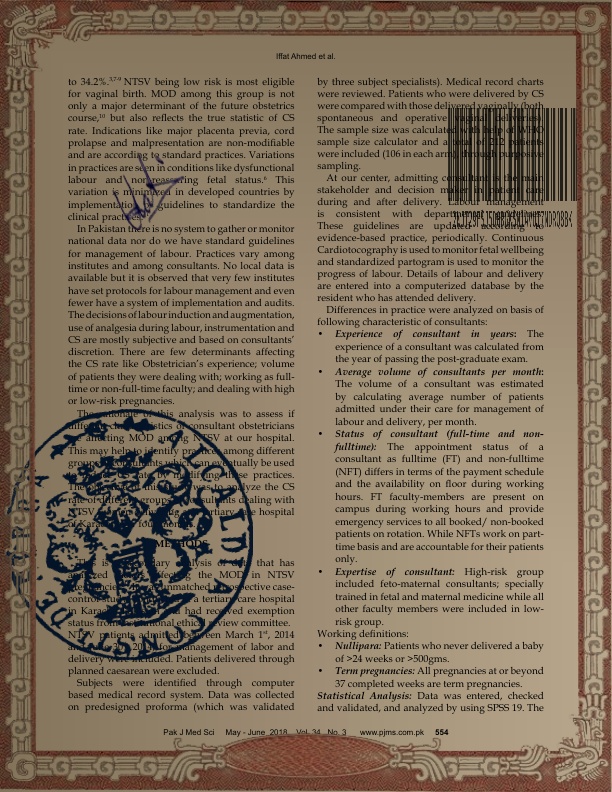 Iffat Ahmed et al.
to 34.2%.3,7-9 NTSV being low risk is most eligible
for vaginal birth. MOD among this group is not
only a major determinant of the future obstetrics
course,10 but also reflects the true statistic of CS
rate. Indications like major placenta previa, cord
prolapse and malpresentation are non-modifiable
and are according to standard practices. Variations
in practices are seen in conditions like dysfunctional
labour and nonreassuring fetal status.6 This
variation is minimized in developed countries by
implementation of guidelines to standardize the
clinical practice.
In Pakistan there is no system to gather or monitor
national data nor do we have standard guidelines
for management of labour. Practices vary among
institutes and among consultants. No local data is
available but it is observed that very few institutes
have set protocols for labour management and even
fewer have a system of implementation and audits.
The decisions of labour induction and augmentation,
use of analgesia during labour, instrumentation and
CS are mostly subjective and based on consultants'
discretion. There are few determinants affecting
the CS rate like Obstetrician's experience; volume
of patients they were dealing with; working as full-
time or non-full-time faculty; and dealing with high
or low-risk pregnancies.
The rationale of this analysis was to assess if
different characteristics of consultant obstetricians
are affecting MOD among NTSV at our hospital.
This may help to identify practices among different
groups of consultants which can eventually be used
to rate by modifying these practices.
The was to analyze the CS
rate of different groups of consultants dealing with
NTSV tertiary care hospital
of Karachi
METHODS
This is secondary analysis of data that has
analyzed affecting the MOD in NTSV
unmatched retrospective case-
control study a tertiary care hospital
in Karachi had received exemption
status from institutional ethics review committee.
NTSV patients admitted between March 1st, 2014
and 2014 for management of labor and
delivery were included. Patients delivered through
planned caesarean were excluded.
Subjects were identified through computer
based medical record system. Data was collected
on predesigned proforma (which was validated
by three subject specialists). Medical record charts
were reviewed. Patients who were delivered by CS
were compared with those delivered vaginally (both
spontaneous and operative vaginal deliveries).
The sample size was calculated with help of WHO
sample size calculator and a total of 212 patients
were included (106 in each arm), through purposive
sampling.
At our center, admitting consultant is the main
stakeholder and decision maker in patient care
during and after delivery. Labour management
is consistent with departmental guidelines.
These guidelines are updated according to
evidence-based practice, periodically. Continuous
Cardiotocography is used to monitor fetal wellbeing
and standardized partogram is used to monitor the
progress of labour. Details of labour and delivery
are entered into a computerized database by the
resident who has attended delivery.
Differences in practice were analyzed on basis of
following characteristic of consultants:
• Experience of consultant in years: The
experience of a consultant was calculated from
the year of passing the post-graduate exam.
• Average volume of consultants per month:
The volume of a consultant was estimated
by calculating average number of patients
admitted under their care for management of
labour and delivery, per month.
• Status of consultant (full-time and non-
fulltime): The appointment status of a
consultant as fulltime (FT) and non-fulltime
(NFT) differs in terms of the payment schedule
and the availability on floor during working
hours. FT faculty-members are present on
campus during working hours and provide
emergency services to all booked/ non-booked
patients on rotation. While NFTs work on part-
time basis and are accountable for their patients
only.
• Expertise of consultant: High-risk group
included feto-maternal consultants; specially
trained in fetal and maternal medicine while all
other faculty members were included in low-
risk group.
Working definitions:
• Nullipara: Patients who never delivered a baby
of >24 weeks or >500gms.
• Term pregnancies: All pregnancies at or beyond
37 completed weeks are term pregnancies.
Statistical Analysis: Data was entered, checked
and validated, and analyzed by using SPSS 19. The
Pak J Med Sci May - June 2018 Vol. 34 No. 3 www.pjms.com.pk 554